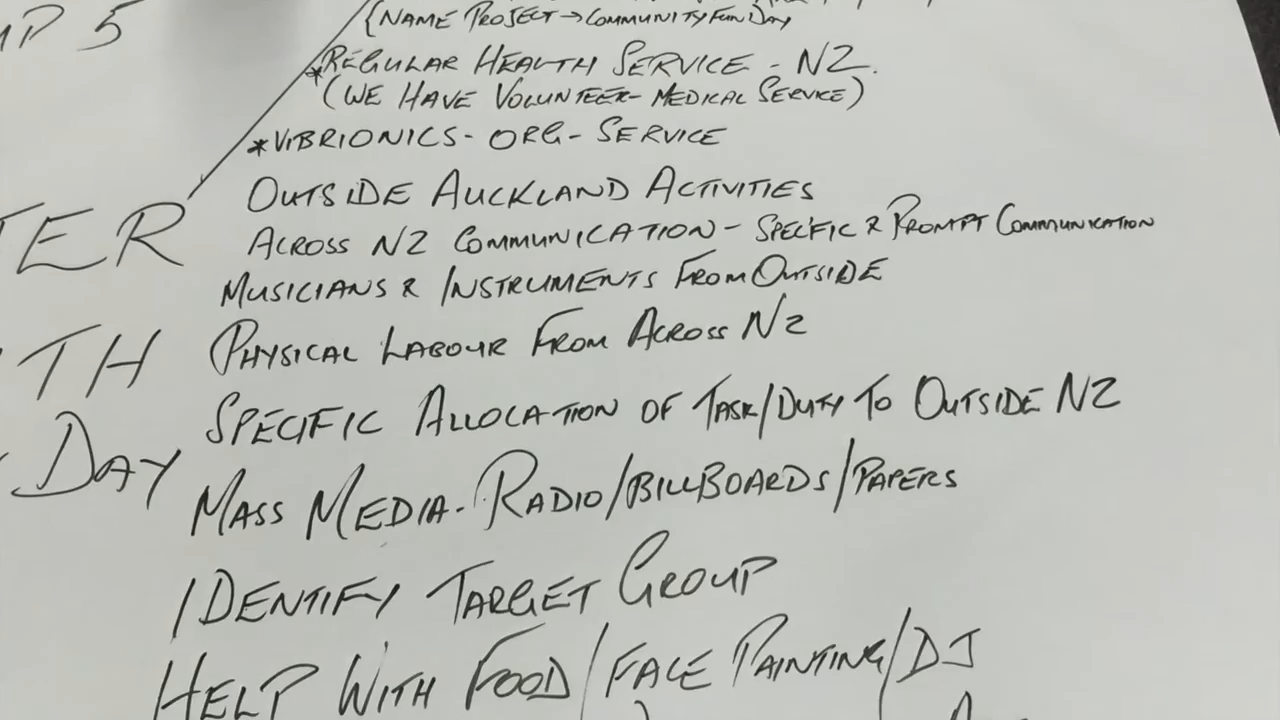 {NAME PROJECT → COMMUNITY FUN DAY
*REGULAR HEALTH SERVICE - NZ.
(WE HAVE VOLUNTEER- MEDICAL SERVICE)
*VIBRIONICS- ORG- SERVICE
OUTSIDE AUCKLAND ACTIVITIES
ACROSS NZ COMMUNICATION - SPECIFIC & PROMPT COMMUNICATION
MUSICIANS & INSTRUMENTS FROM OUTSIDE
PHYSICAL LABOUR FROM ACROSS NZ
SPECIFIC ALLOCATION OF TASK/DUTY TO OUTSIDE NZ
DAY
MASS MEDIA- RADIO/BILLBOARDS/PAPERS
IDENTIFY TARGET GROUP
HELP WITH FOOD/FACE PAINTING/DJ